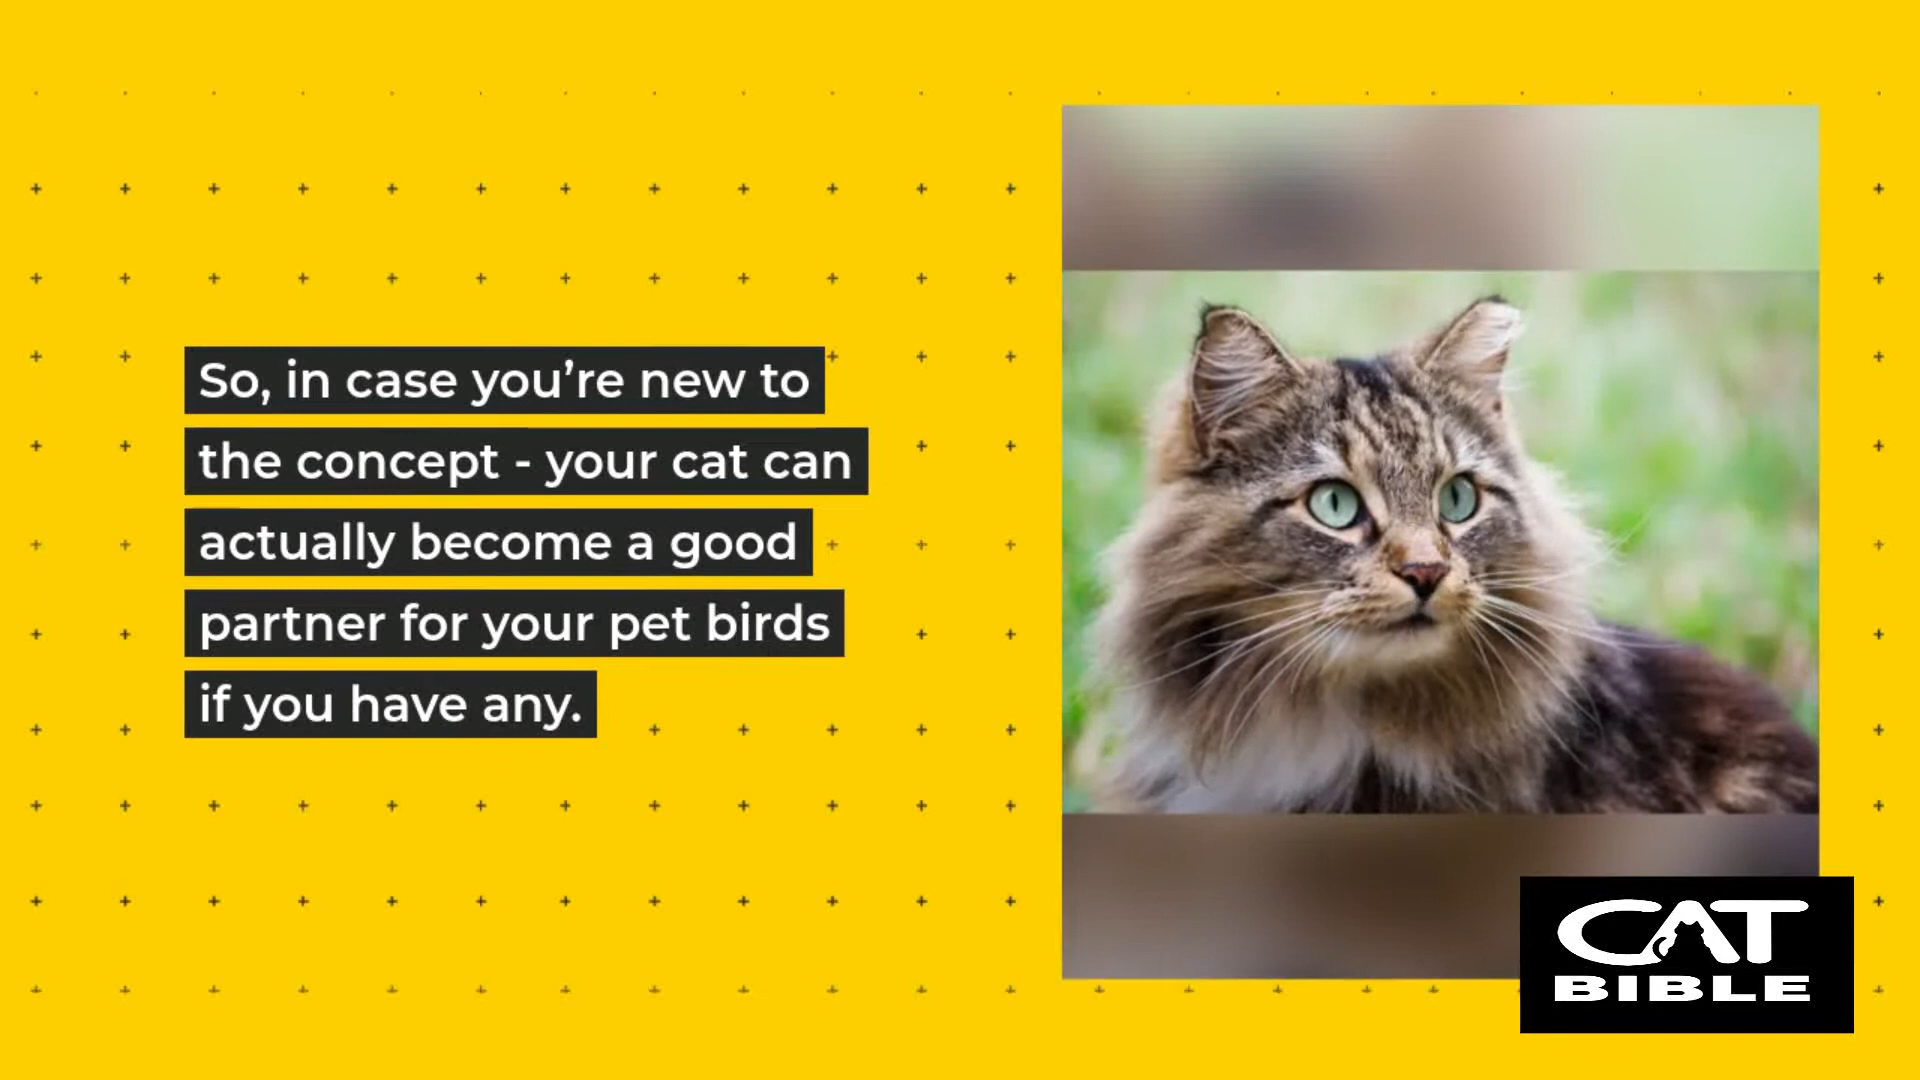 So, in case you’re new to
the concept - your cat can
actually become a good
partner for your pet birds
if you have any.
CAT
BIBLE